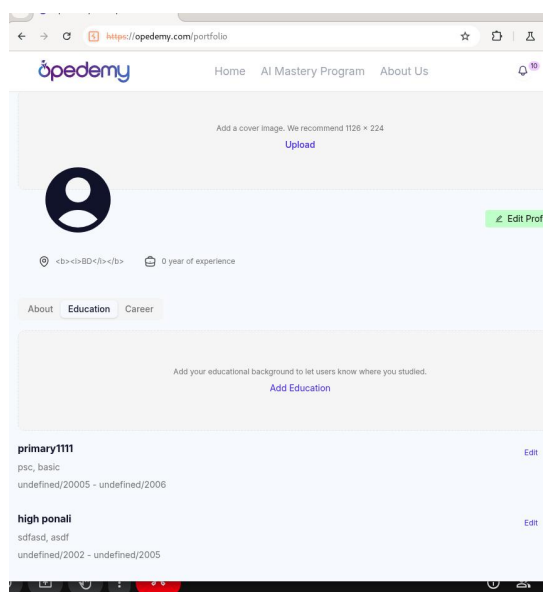 https://opedemy.com/portfolio
opedemy
Home AI Mastery Program About Us
10
Add a cover image. We recommend 1126 × 224
Upload
Edit Prof
<b><i>BD</i></b> 0 year of experience
About Education Career
Add your educational background to let users know where you studied.
Add Education
primary1111 Edit
psc, basic
undefined/20005 - undefined/2006
high ponali Edit
sdfasd, asdf
undefined/2002 - undefined/2005